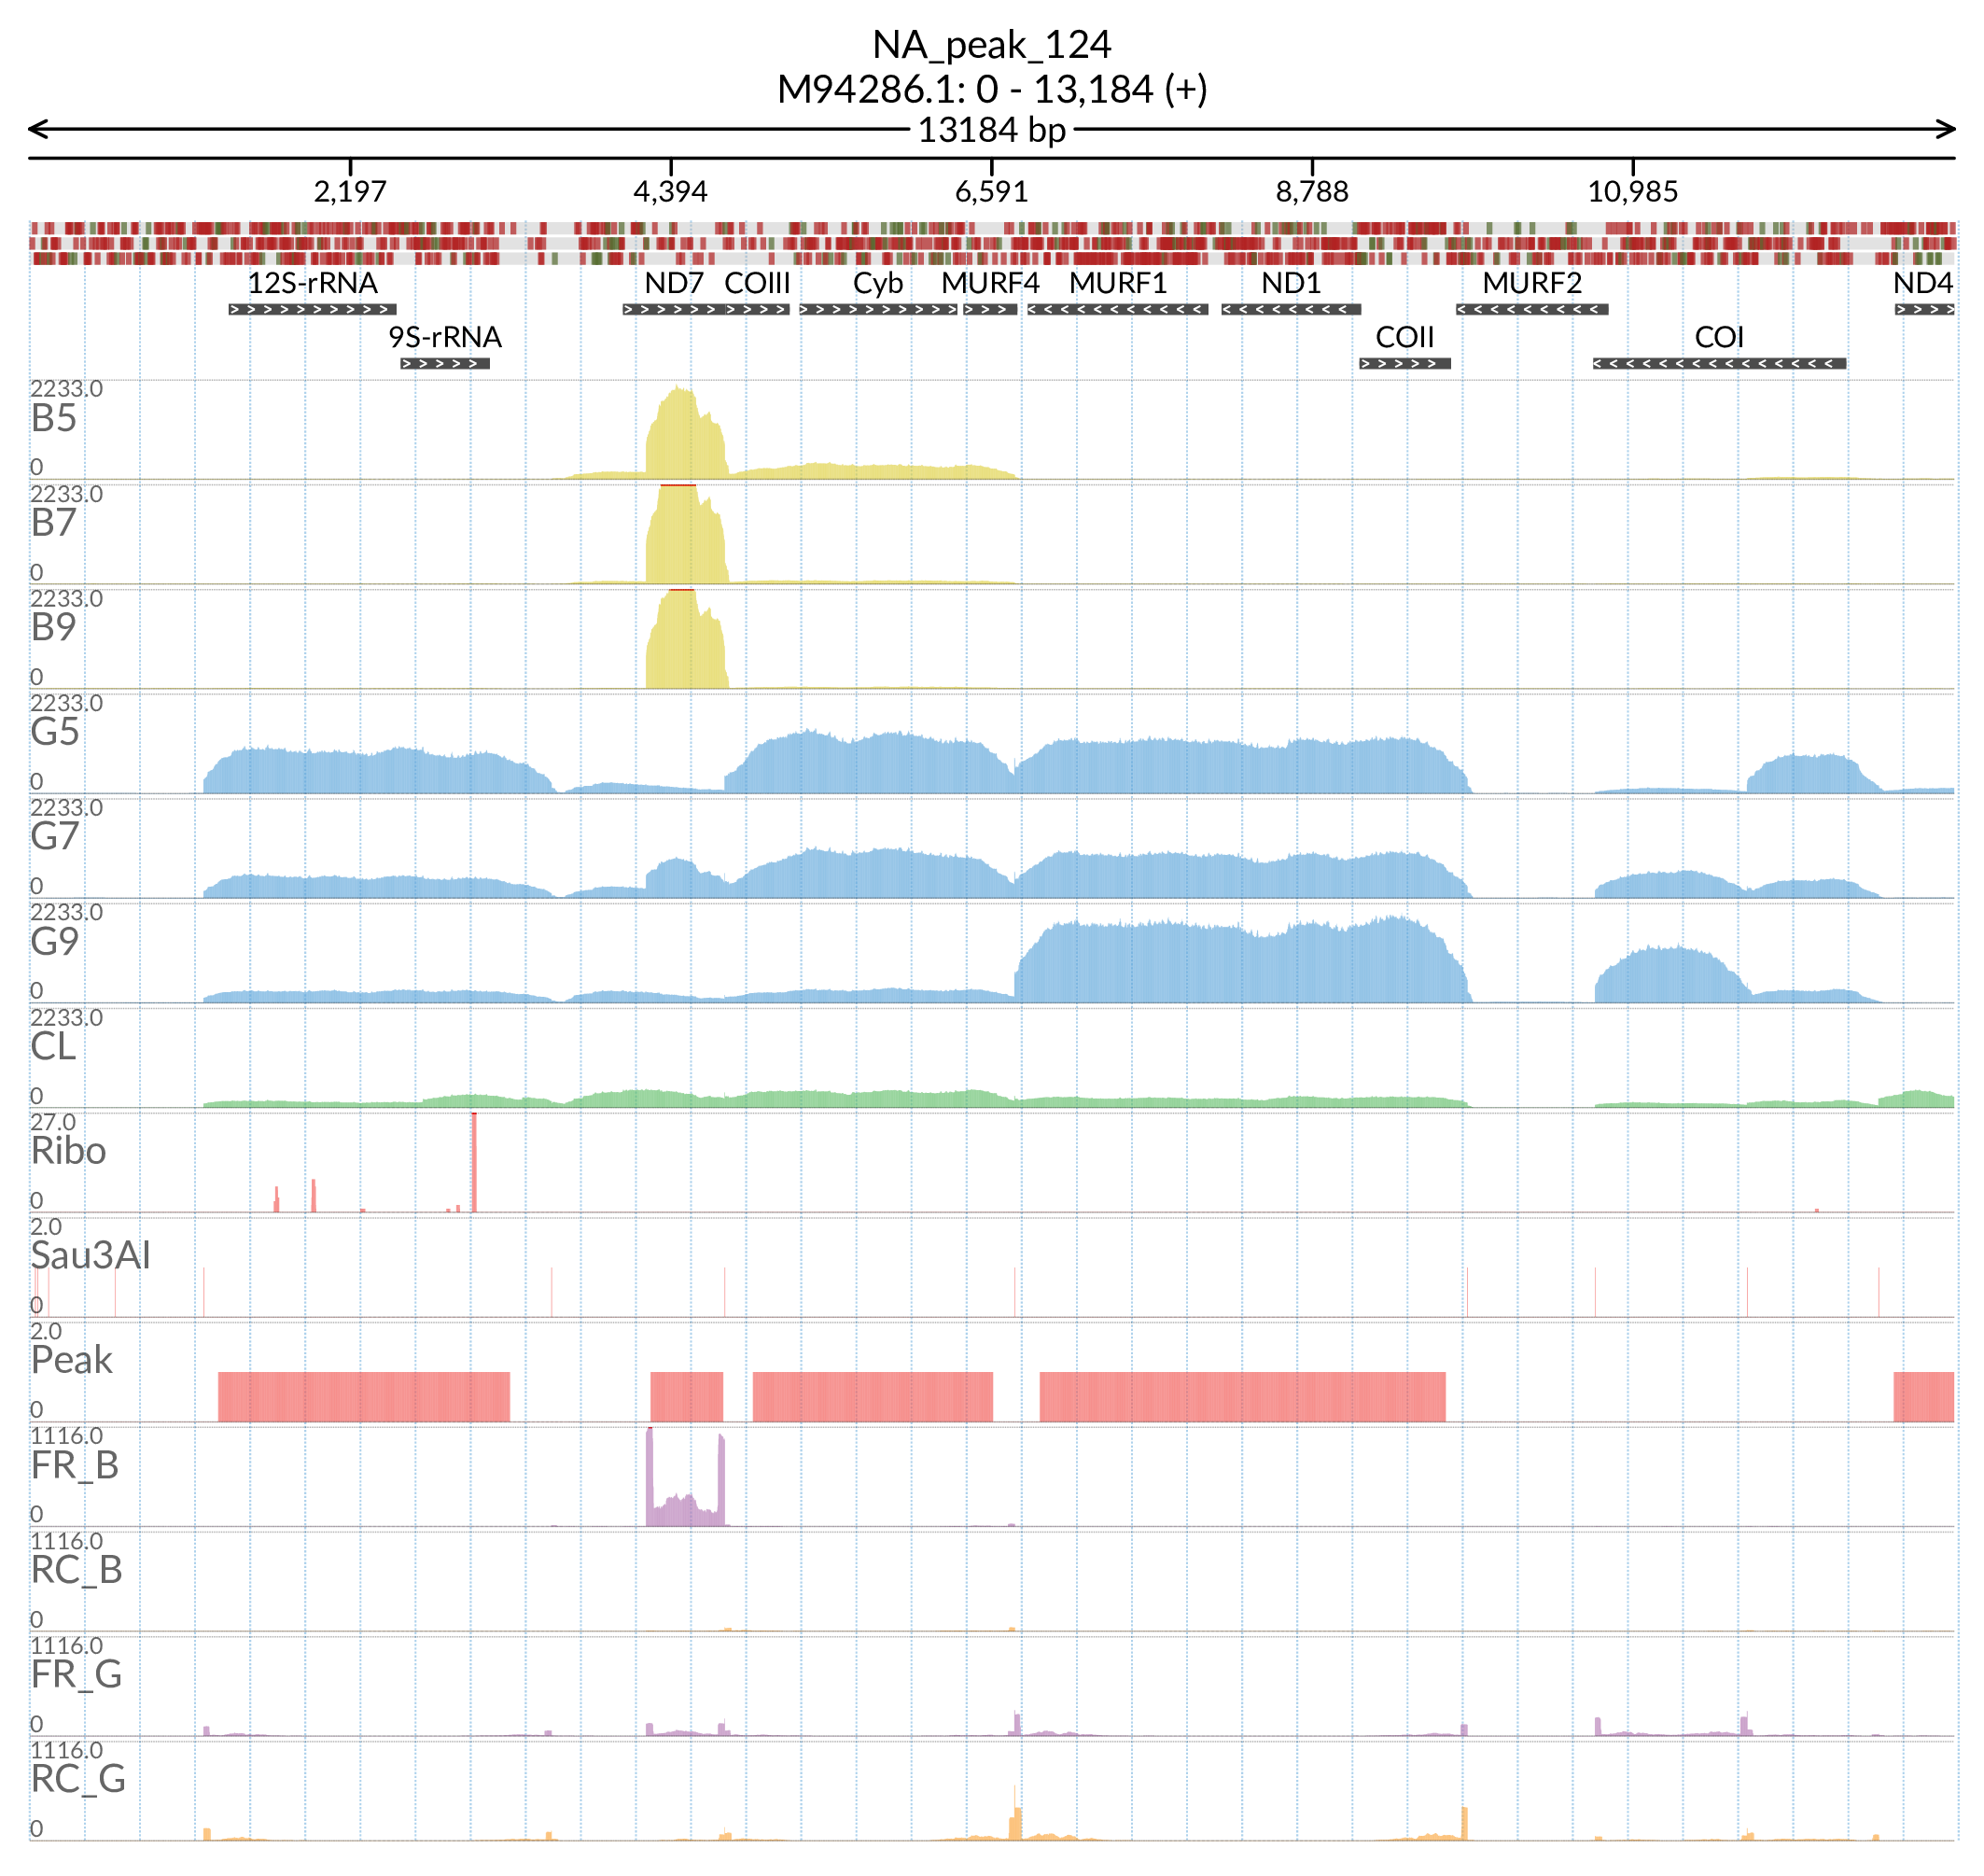 NA_peak_124
M94286.1: 0 - 13,184 (+)
13184 bp
2,197 4,394 6,591 8,788 10,985
12S-rRNA ND7 COIII Cyb MURF4 MURF1 ND1 MURF2 ND4
9S-rRNA COII COI
2233.0
B5
0
2233.0
B7
0
2233.0
B9
0
2233.0
G5
0
2233.0
G7
0
2233.0
G9
0
2233.0
CL
0
27.0
Ribo
0
2.0
Sau3AI
0
2.0
Peak
0
1116.0
FR_B
0
1116.0
RC_B
0
1116.0
FR_G
0
1116.0
RC_G
0